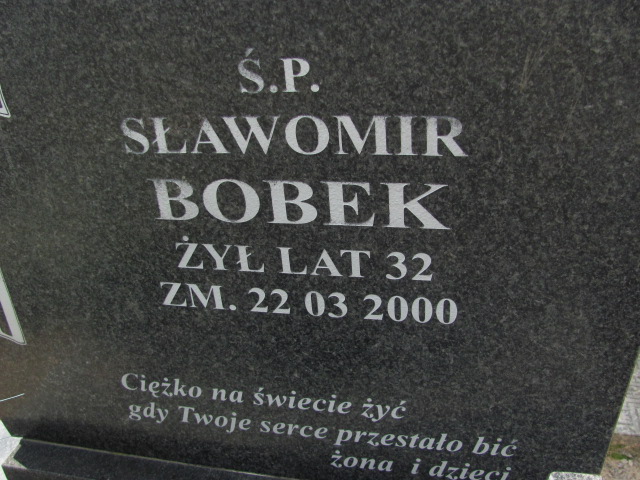 Ś.P.
SŁAWOMIR
BOBEK
ŻYŁ LAT 32
ZM. 22 03 2000
Ciężko na świecie żyć
gdy Twoje serce przestało bić
żona i dzieci